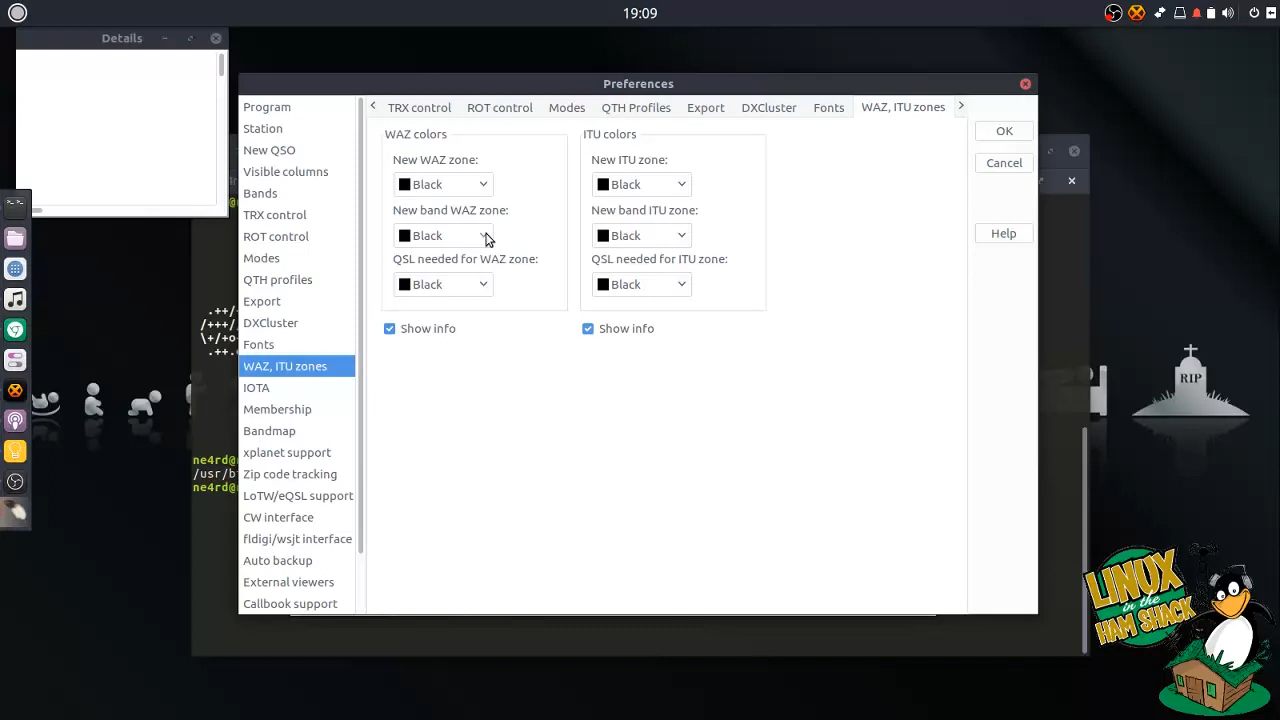 19:09
Details
Preferences
Program
Station
New QSO
Visible columns
Bands
TRX control
ROT control
Modes
QTH profiles
Export
DXCluster
Fonts
WAZ, ITU zones
IOTA
Membership
Bandmap
xplanet support
Zip code tracking
LoTW/eQSL support
CW interface
fldigi/wsjt interface
Auto backup
External viewers
Callbook support
TRX control ROT control Modes QTH Profiles Export DXCluster Fonts WAZ, ITU zones
WAZ colors
New WAZ zone:
Black
New band WAZ zone:
Black
QSL needed for WAZ zone:
Black
Show info
ITU colors
New ITU zone:
Black
New band ITU zone:
Black
QSL needed for ITU zone:
Black
Show info
OK
Cancel
Help
.++/
/+++/
\+/+o
.++.
ne4rd@
/usr/b
ne4rd@
RIP
LINUX
in the
HAM SHACK